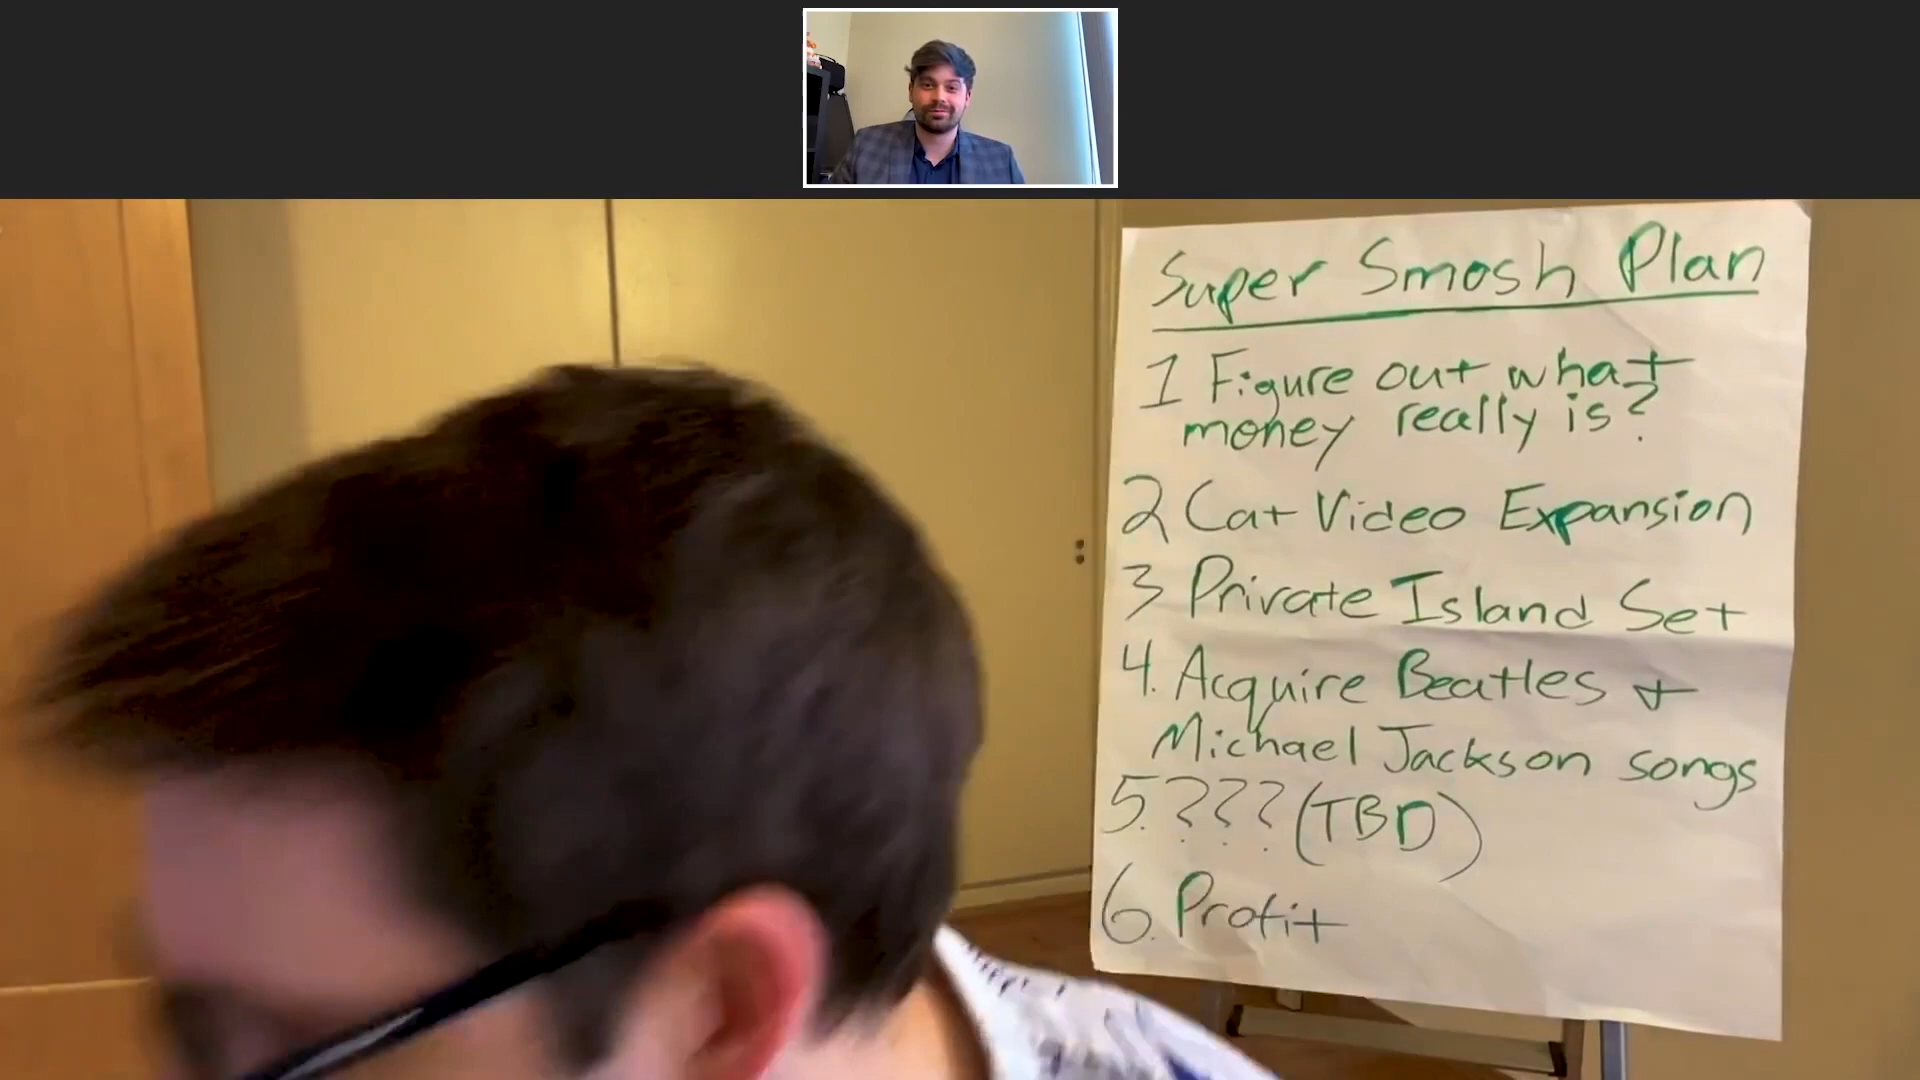 Super Smosh Plan
1 Figure out what
money really is?
2 Cat Video Expansion
3 Private Island Set
4. Acquire Beatles +
Michael Jackson songs
5. ??? (TBD)
6. Profit